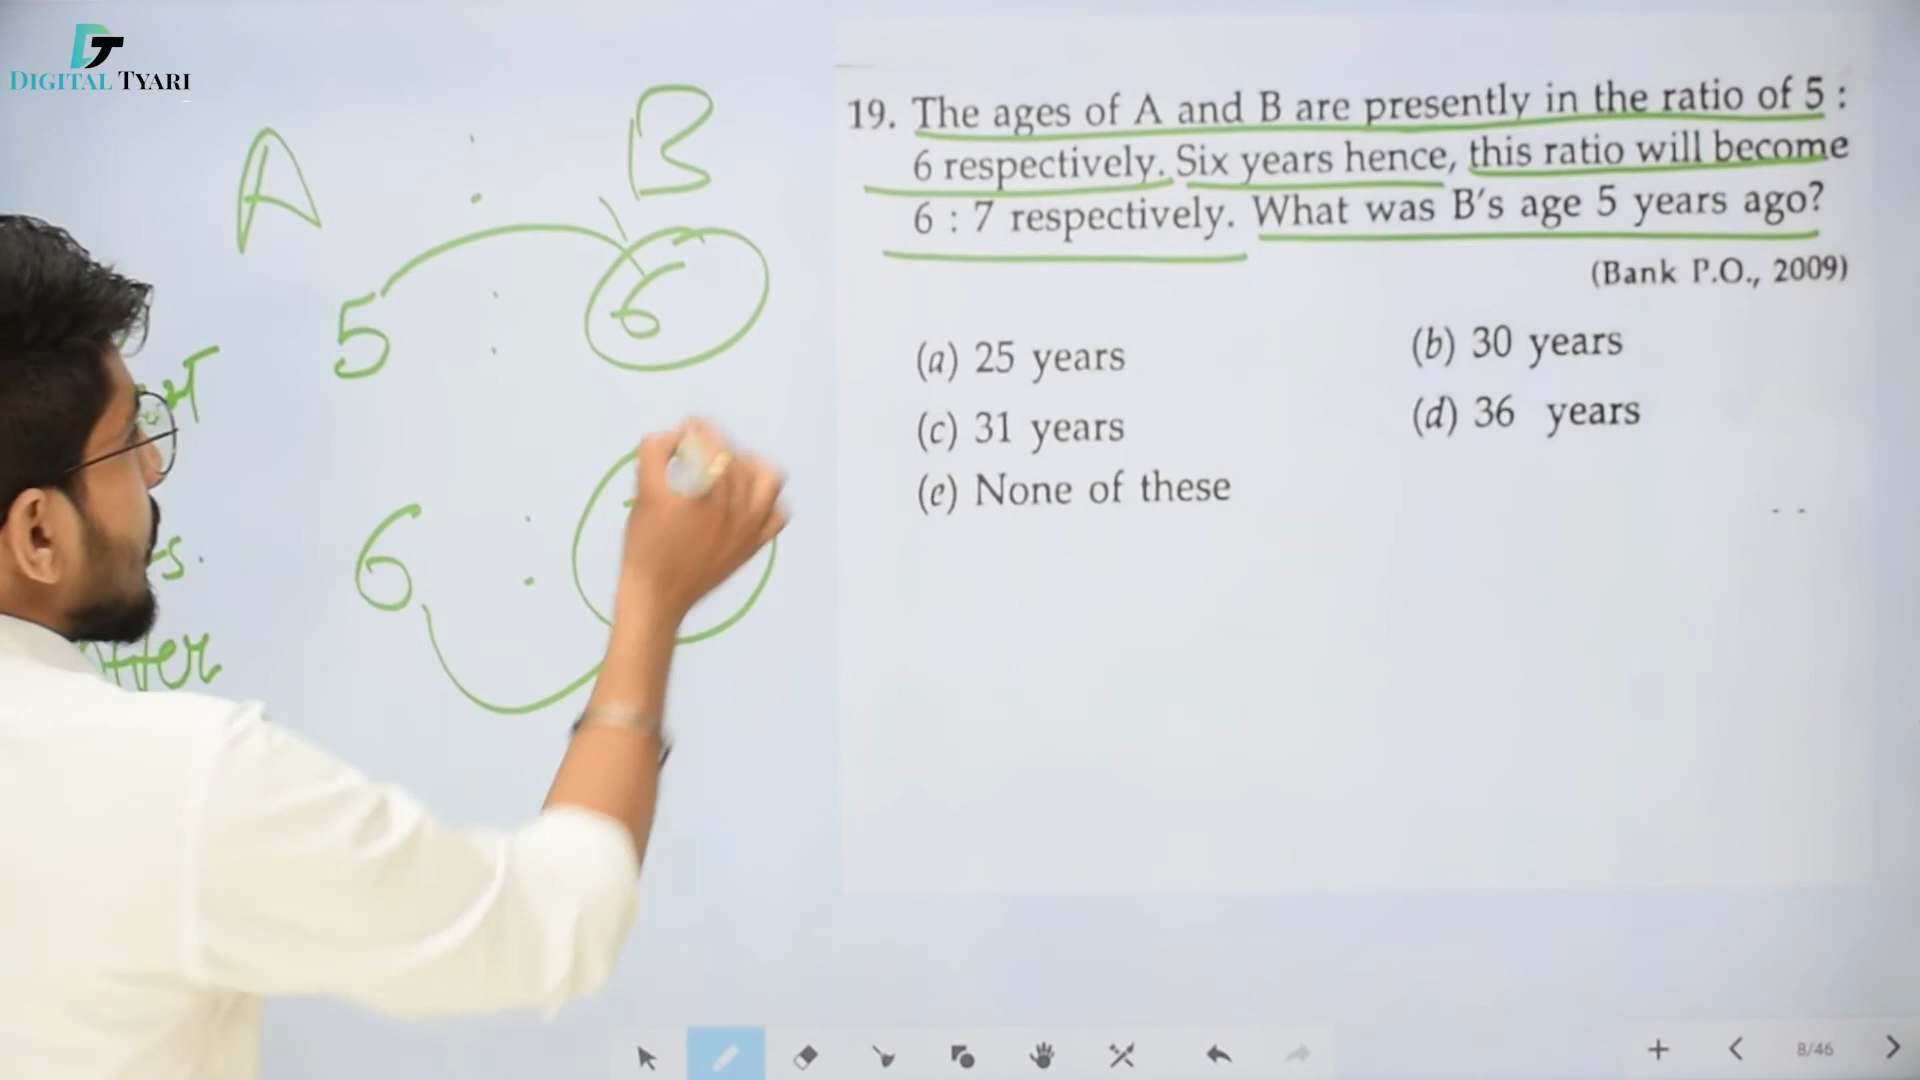 DIGITAL TYARI
A : B
5 : 6
6 :
s.
19. The ages of A and B are presently in the ratio of 5 :
6 respectively. Six years hence, this ratio will become
6 : 7 respectively. What was B's age 5 years ago?
(Bank P.O., 2009)
(a) 25 years
(b) 30 years
(c) 31 years
(d) 36 years
(e) None of these
8/46